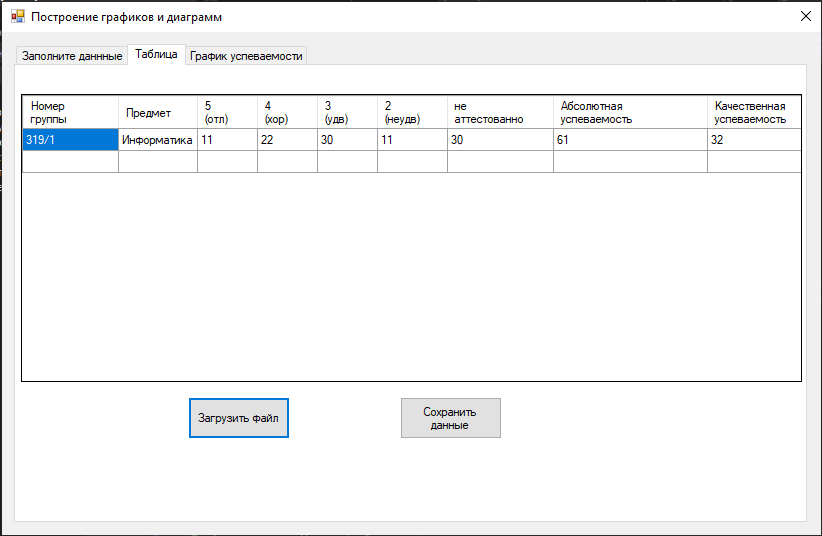 Построение графиков и диаграмм
Заполните даннные Таблица График успеваемости
Номер группы Предмет 5 (отл) 4 (хор) 3 (удв) 2 (неудв) не аттестованно Абсолютная успеваемость Качественная успеваемость
319/1 Информатика 11 22 30 11 30 61 32
Загрузить файл
Сохранить
данные